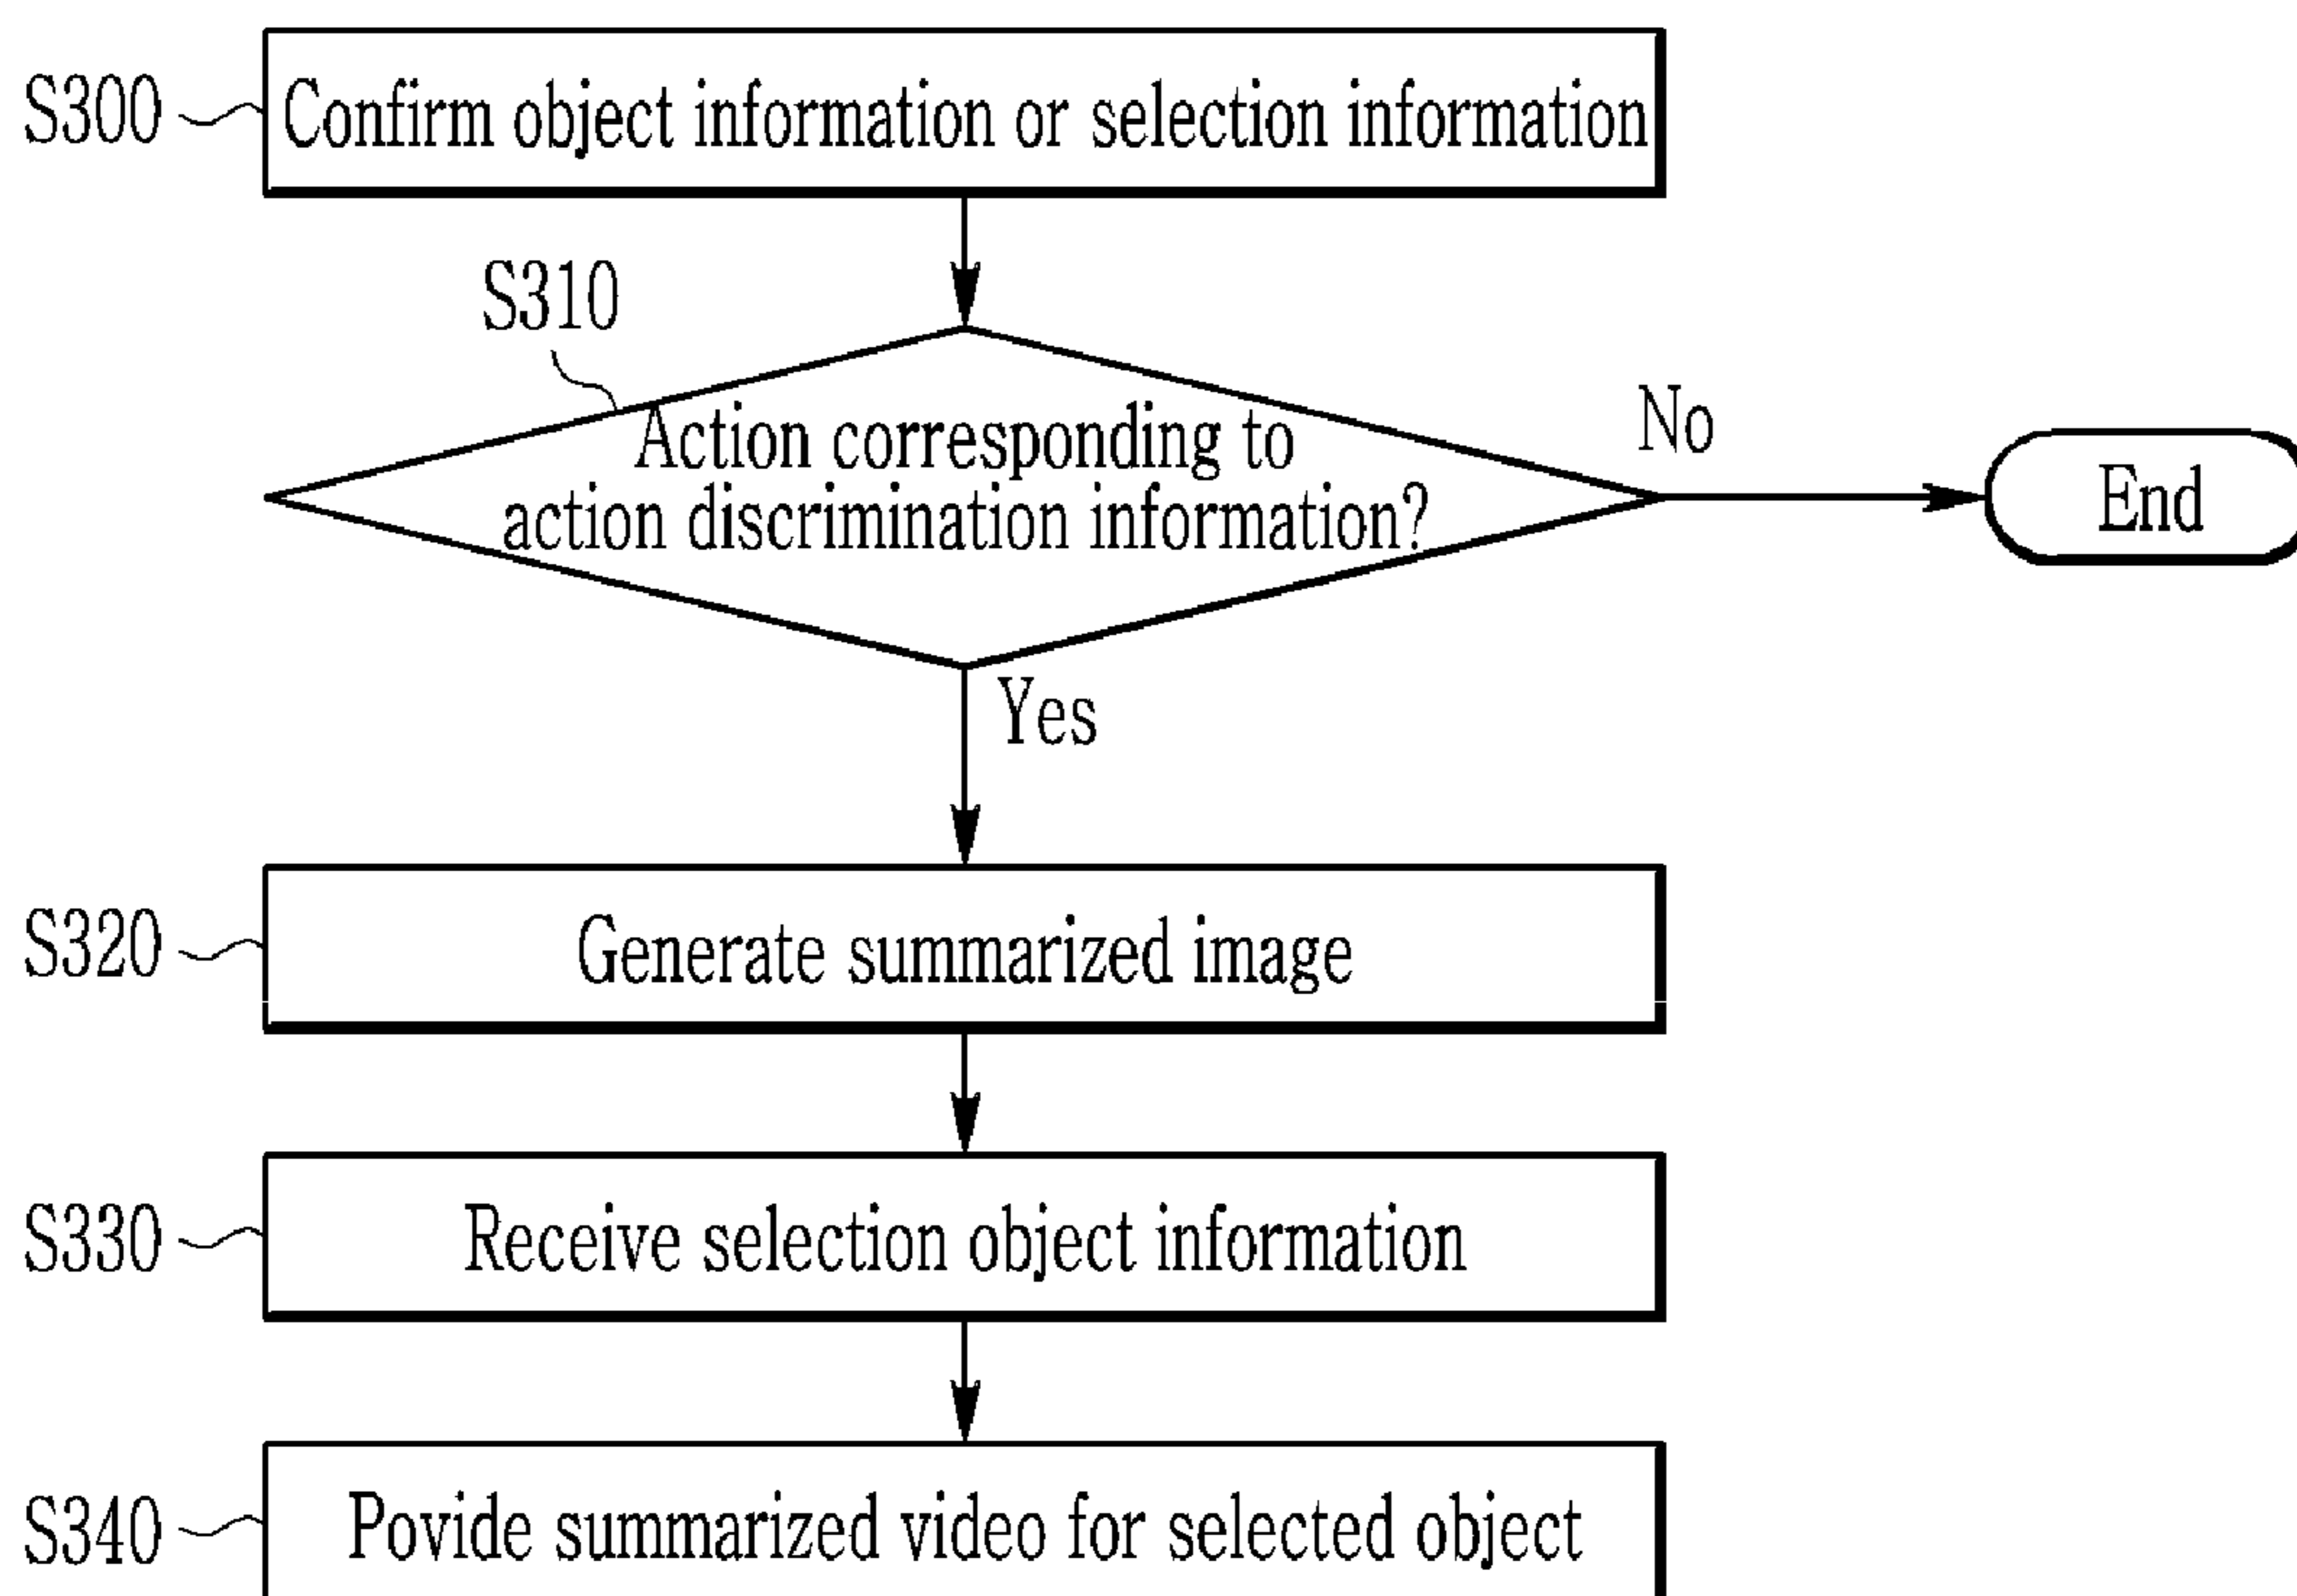 S300
Confirm object information or selection information
S310
Action corresponding to
action discrimination information?
No
End
Yes
S320
Generate summarized image
S330
Receive selection object information
S340
Povide summarized video for selected object